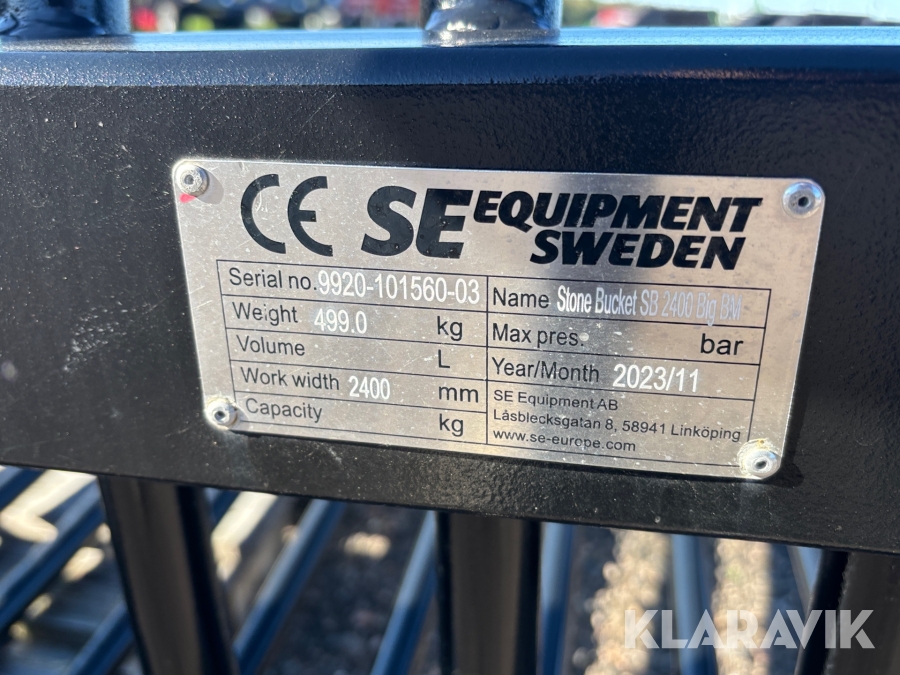 CE SE EQUIPMENT
SWEDEN
Serial no. 9920-101560-03
Weight 499.0 kg
Volume L
Work width 2400 mm
Capacity kg
Name Stone Bucket SB 2400 Big BM
Max pres. bar
Year/Month 2023/11
SE Equipment AB
Låsblecksgatan 8, 58941 Linköping
www.se-europe.com
KLARAVIK